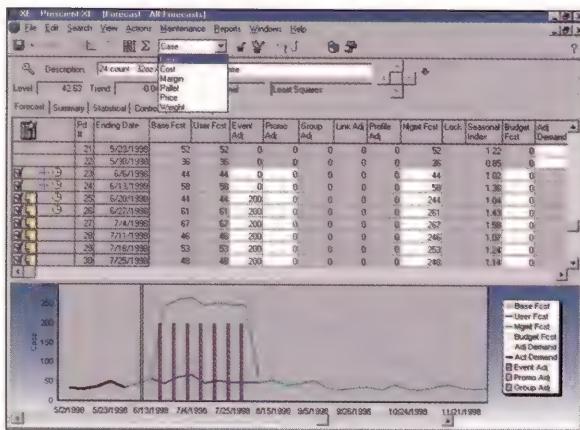 XE - Prescient XE - [Forecast - All Forecasts]
File Edit Search View Actions Maintenance Reports Windows Help
Case
Description 24 count 32oz
Cost
Margin
Pallet
Price
Weight
Level 42.63 Trend -0.0 Least Squares
Forecast Summary Statistical
Pd # Ending Date Base Fcst User Fcst Event Adj Promo Adj Group Adj Link Adj Profile Adj Mgmt Fcst Lock Seasonal Index Budget Fcst Adj Demand
21 5/23/1998 52 52 0 0 0 0 0 52 1.22 0
22 5/30/1998 36 36 0 0 0 0 0 36 0.85 0
23 6/6/1998 44 44 0 0 0 0 0 44 1.02 0
24 6/13/1998 58 58 0 0 0 0 0 58 1.36 0
25 6/20/1998 44 44 200 0 0 0 0 244 1.04 0
26 6/27/1998 61 61 200 0 0 0 0 261 1.43 0
27 7/4/1998 67 67 200 0 0 0 0 267 1.58 0
28 7/11/1998 46 46 200 0 0 0 0 246 1.07 0
29 7/18/1998 53 53 200 0 0 0 0 253 1.24 0
30 7/25/1998 48 48 200 0 0 0 0 248 1.14 0
250
200
150
100
50
0
Case
5/2/1998 5/23/1998 6/13/1998 7/4/1998 7/25/1998 8/15/1998 9/5/1998 9/26/1998 10/24/1998 11/21/1998
Base Fcst
User Fcst
Mgmt Fcst
Budget Fcst
Adj Demand
Act Demand
Event Adj
Promo Adj
Group Adj